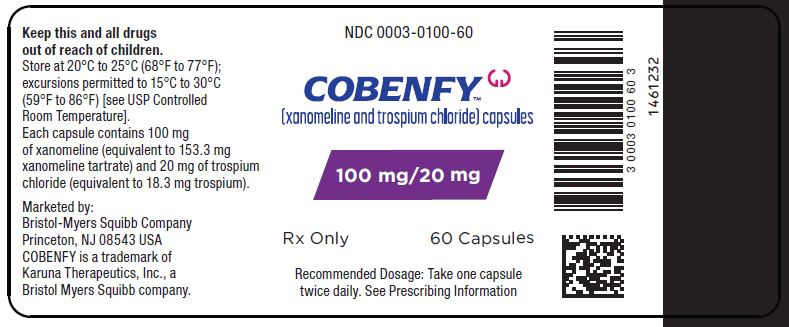 Keep this and all drugs
out of reach of children.
Store at 20°C to 25°C (68°F to 77°F);
excursions permitted to 15°C to 30°C
(59°F to 86°F) [see USP Controlled
Room Temperature].
Each capsule contains 100 mg
of xanomeline (equivalent to 153.3 mg
xanomeline tartrate) and 20 mg of trospium
chloride (equivalent to 18.3 mg trospium).
Marketed by:
Bristol-Myers Squibb Company
Princeton, NJ 08543 USA
COBENFY is a trademark of
Karuna Therapeutics, Inc., a
Bristol Myers Squibb company.
NDC 0003-0100-60
COBENFY™
(xanomeline and trospium chloride) capsules
100 mg/20 mg
Rx Only 60 Capsules
Recommended Dosage: Take one capsule
twice daily. See Prescribing Information
3 0003 0100 60 3
1461232